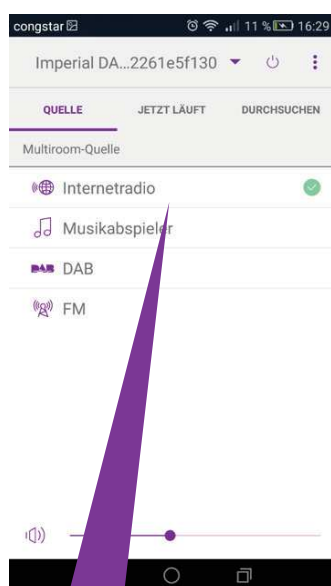 congstar 11 % 16:29
Imperial DA...2261e5f130
QUELLE JETZT LÄUFT DURCHSUCHEN
Multiroom-Quelle
Internetradio
Musikabspieler
DAB DAB
FM